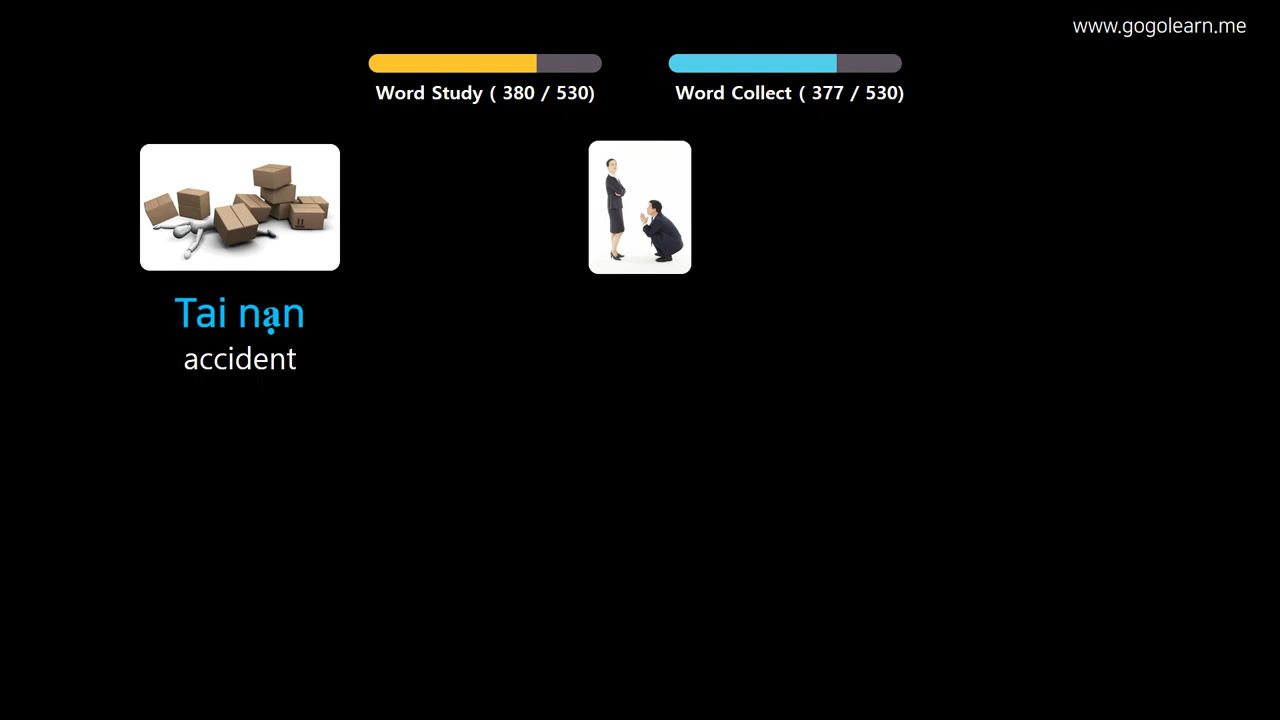 www.gogolearn.me
Word Study ( 380 / 530)
Word Collect ( 377 / 530)
Tai nạn
accident